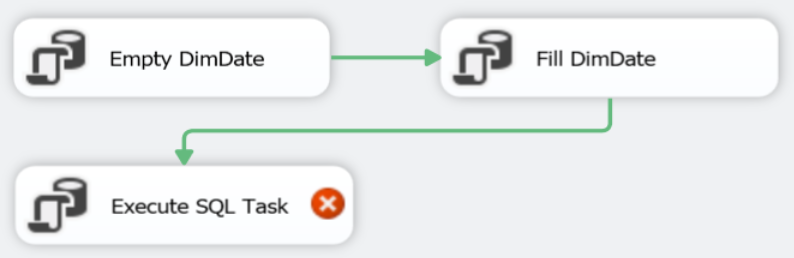 Empty DimDate
Fill DimDate
Execute SQL Task